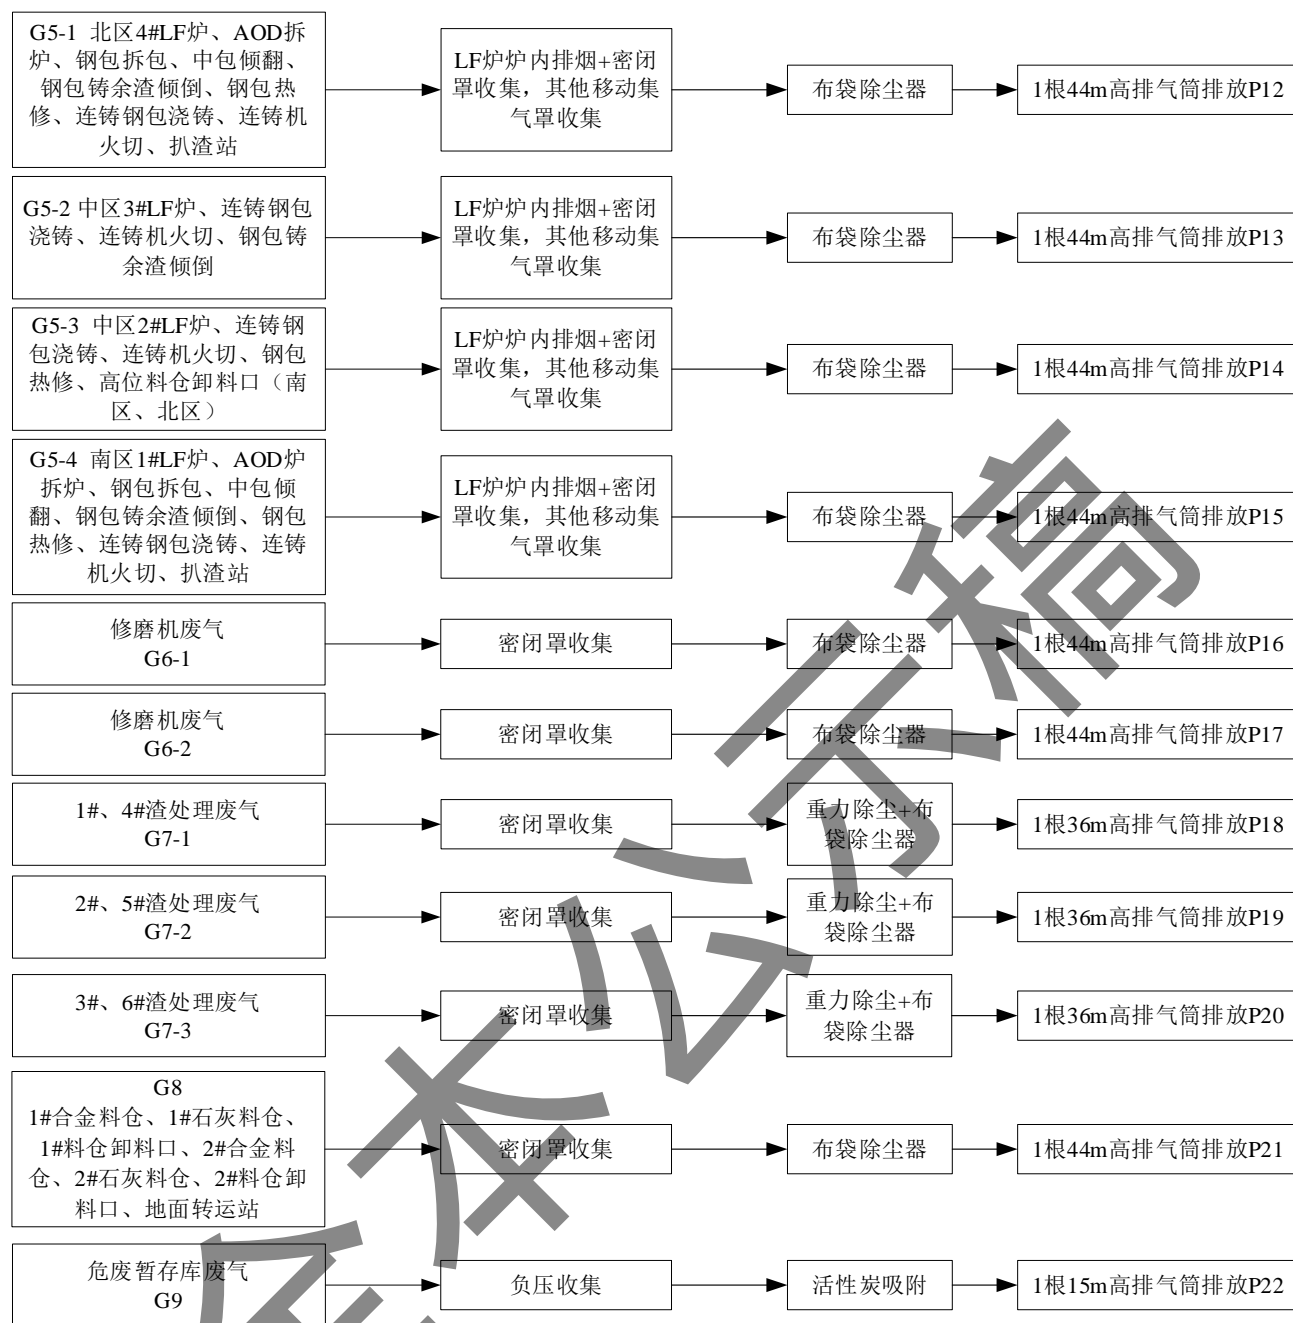 G5-1 北区4#LF炉、AOD拆
炉、钢包拆包、中包倾翻、
钢包铸余渣倾倒、钢包热
修、连铸钢包浇铸、连铸机
火切、扒渣站
LF炉炉内排烟+密闭
罩收集，其他移动集
气罩收集
布袋除尘器
1根44m高排气筒排放P12
G5-2 中区3#LF炉、连铸钢包
浇铸、连铸机火切、钢包铸
余渣倾倒
LF炉炉内排烟+密闭
罩收集，其他移动集
气罩收集
布袋除尘器
1根44m高排气筒排放P13
G5-3 中区2#LF炉、连铸钢
包浇铸、连铸机火切、钢包
热修、高位料仓卸料口（南
区、北区）
LF炉炉内排烟+密闭
罩收集，其他移动集
气罩收集
布袋除尘器
1根44m高排气筒排放P14
G5-4 南区1#LF炉、AOD炉
拆炉、钢包拆包、中包倾
翻、钢包铸余渣倾倒、钢包
热修、连铸钢包浇铸、连铸
机火切、扒渣站
LF炉炉内排烟+密闭
罩收集，其他移动集
气罩收集
布袋除尘器
1根44m高排气筒排放P15
修磨机废气
G6-1
密闭罩收集
布袋除尘器
1根44m高排气筒排放P16
修磨机废气
G6-2
密闭罩收集
布袋除尘器
1根44m高排气筒排放P17
1#、4#渣处理废气
G7-1
密闭罩收集
重力除尘+布
袋除尘器
1根36m高排气筒排放P18
2#、5#渣处理废气
G7-2
密闭罩收集
重力除尘+布
袋除尘器
1根36m高排气筒排放P19
3#、6#渣处理废气
G7-3
密闭罩收集
重力除尘+布
袋除尘器
1根36m高排气筒排放P20
G8
1#合金料仓、1#石灰料仓、
1#料仓卸料口、2#合金料
仓、2#石灰料仓、2#料仓卸
料口、地面转运站
密闭罩收集
布袋除尘器
1根44m高排气筒排放P21
危废暂存库废气
G9
负压收集
活性炭吸附
1根15m高排气筒排放P22
全本公示稿